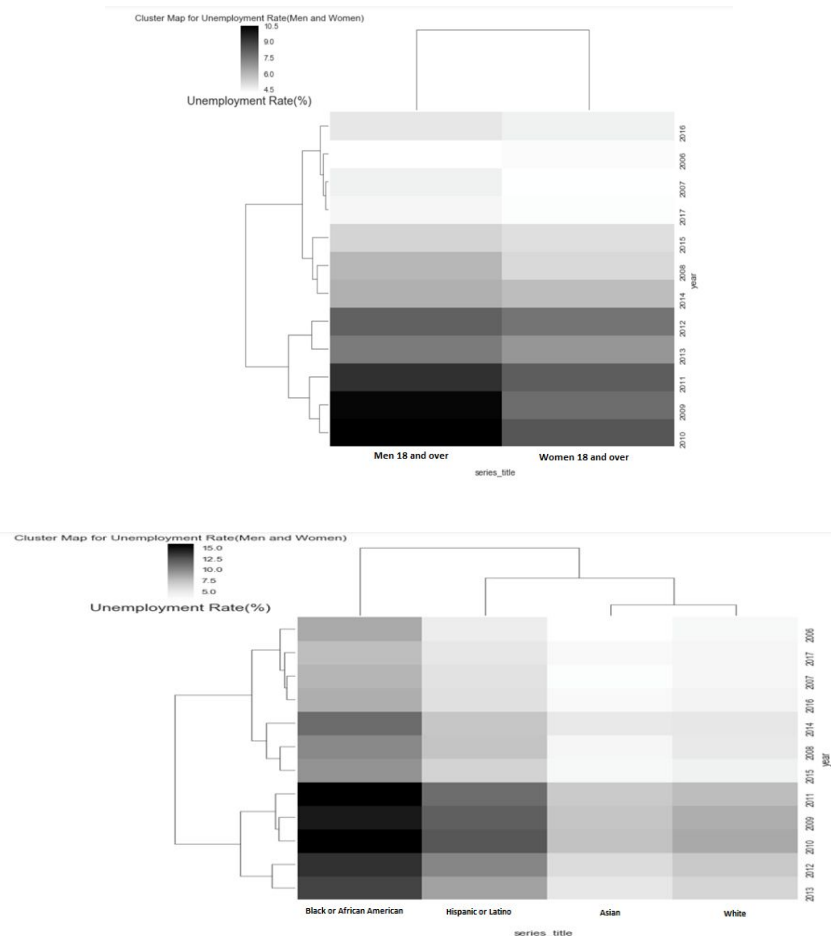 Cluster Map for Unemployment Rate(Men and Women)
10.5
9.0
7.5
6.0
4.5
Unemployment Rate(%)
2016
2006
2007
2017
2015
2008
2014
2012
2013
2011
2009
2010
year
Men 18 and over
Women 18 and over
series_title
Cluster Map for Unemployment Rate(Men and Women)
15.0
12.5
10.0
7.5
5.0
Unemployment Rate(%)
2006
2017
2007
2016
2014
2008
2015
2011
2009
2010
2012
2013
year
Black or African American
Hispanic or Latino
Asian
White
series_title